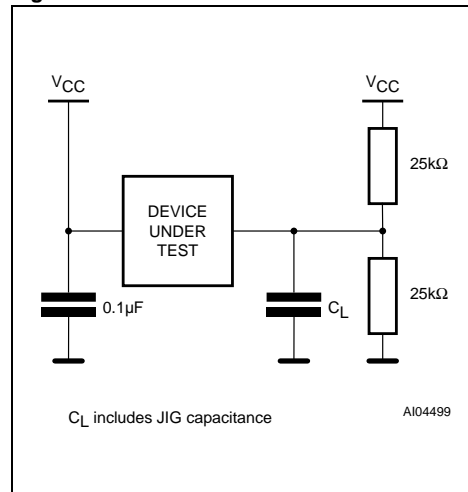 VCC
VCC
25kΩ
DEVICE
UNDER
TEST
25kΩ
0.1µF
CL
CL includes JIG capacitance
AI04499